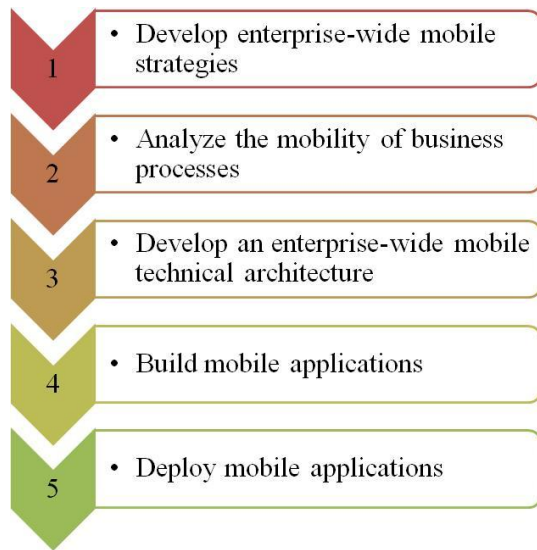 1
• Develop enterprise-wide mobile
strategies
2
• Analyze the mobility of business
processes
3
• Develop an enterprise-wide mobile
technical architecture
4
• Build mobile applications
5
• Deploy mobile applications